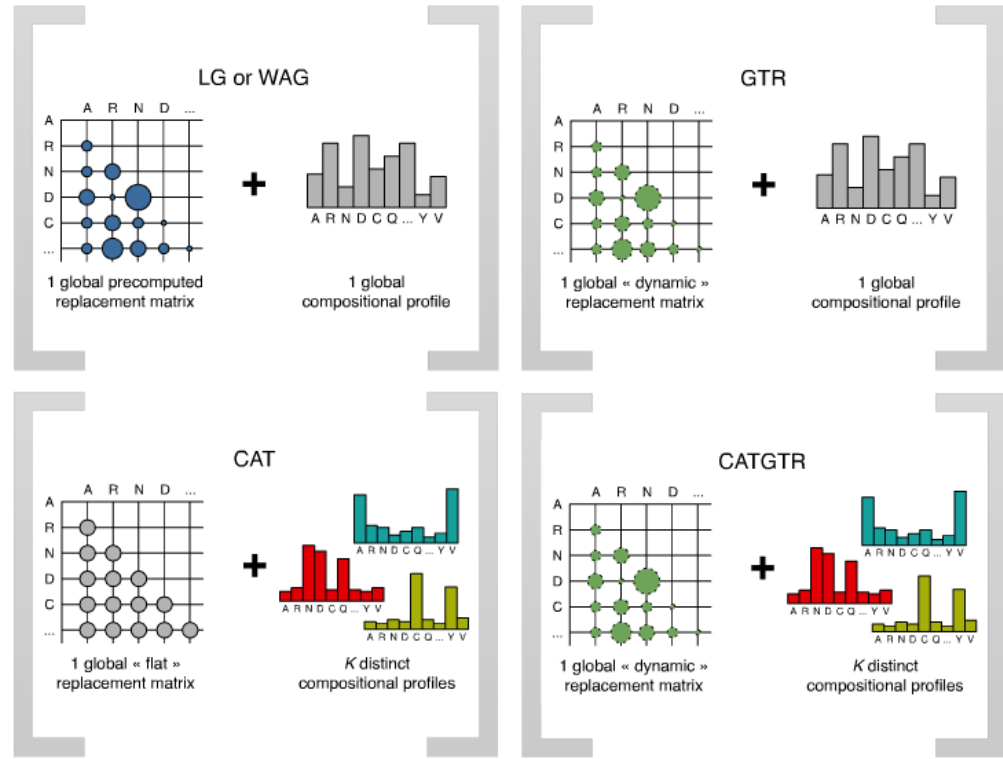 LG or WAG
A R N D ...
A
R
N
D
C
...
+
A R N D C Q ... Y V
1 global precomputed
replacement matrix
1 global
compositional profile
GTR
A R N D ...
A
R
N
D
C
...
+
A R N D C Q ... Y V
1 global « dynamic »
replacement matrix
1 global
compositional profile
CAT
A R N D ...
A
R
N
D
C
...
+
A R N D C Q ... Y V
A R N D C Q ... Y V
A R N D C Q ... Y V
1 global « flat »
replacement matrix
K distinct
compositional profiles
CATGTR
A R N D ...
A
R
N
D
C
...
+
A R N D C Q ... Y V
A R N D C Q ... Y V
A R N D C Q ... Y V
1 global « dynamic »
replacement matrix
K distinct
compositional profiles